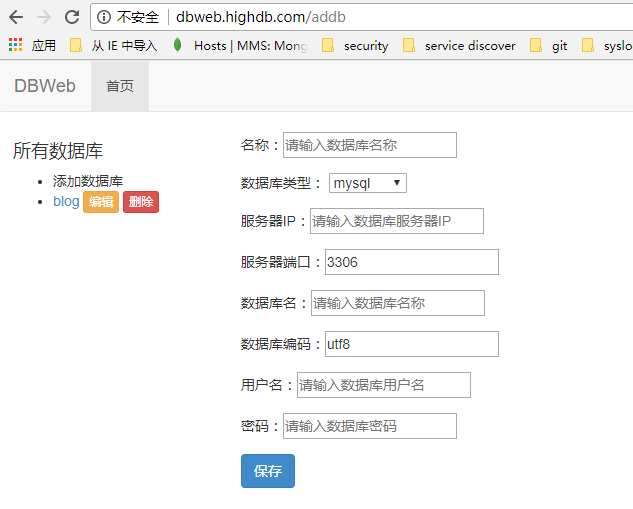 不安全 dbweb.highdb.com/addb
应用 从 IE 中导入 Hosts | MMS: Mong security service discover git syslo
DBWeb 首页
所有数据库
添加数据库
blog 编辑 删除
名称：请输入数据库名称
数据库类型： mysql
服务器IP：请输入数据库服务器IP
服务器端口：3306
数据库名：请输入数据库名称
数据库编码：utf8
用户名：请输入数据库用户名
密码：请输入数据库密码
保存